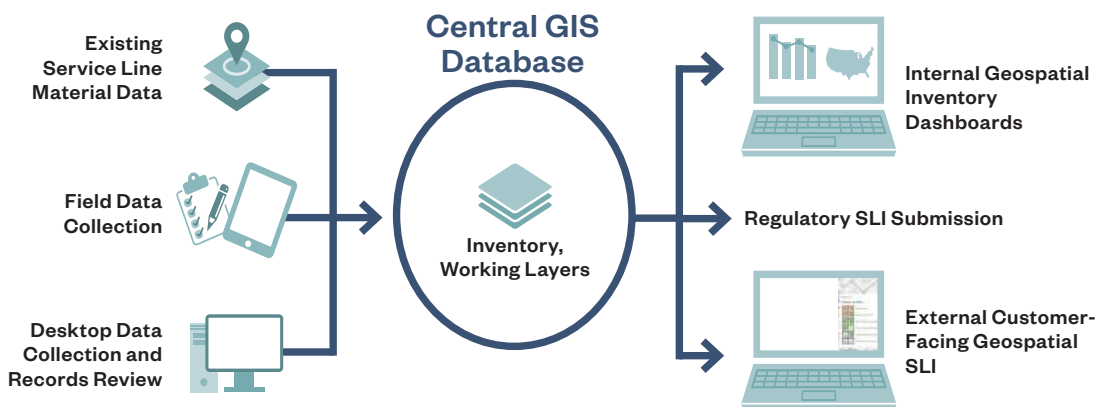 Existing
Service Line
Material Data
Field Data
Collection
Desktop Data
Collection and
Records Review
Central GIS
Database
Inventory,
Working Layers
Internal Geospatial
Inventory
Dashboards
Regulatory SLI Submission
External Customer-
Facing Geospatial
SLI